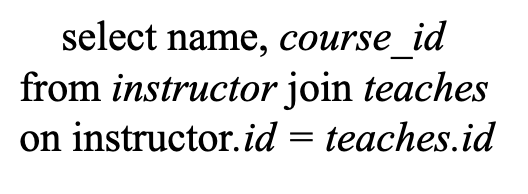 select name, course_id
from instructor join teaches
on instructor.id = teaches.id